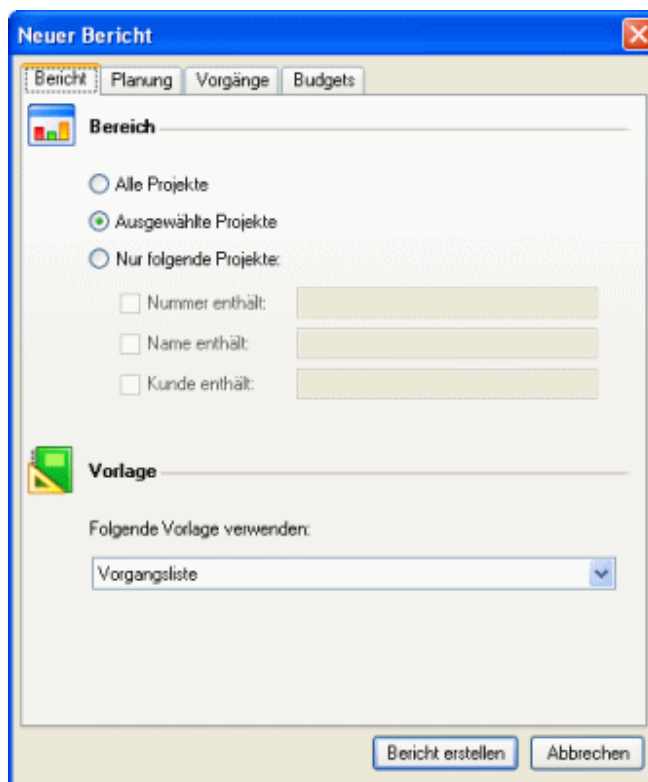 Neuer Bericht
Bericht Planung Vorgänge Budgets
Bereich
Alle Projekte
Ausgewählte Projekte
Nur folgende Projekte:
Nummer enthält:
Name enthält:
Kunde enthält:
Vorlage
Folgende Vorlage verwenden:
Vorgangsliste
Bericht erstellen Abbrechen